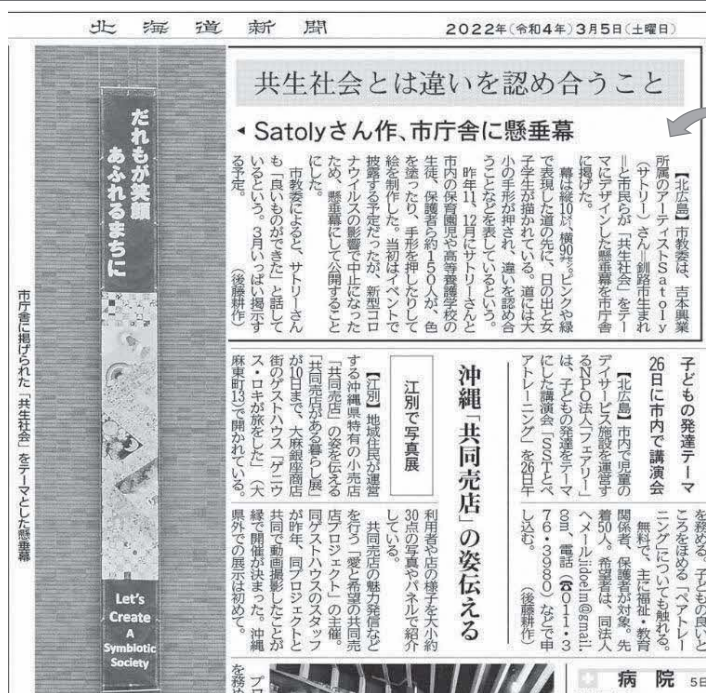 北海道新聞
2022年(令和4年)3月5日(土曜日)
共生社会とは違いを認め合うこと
◀Satolyさん作、市庁舎に懸垂幕
【北広島】市教委は、吉本興業
所属のアーティストSatoly
(サトリー)さん=釧路市生まれ
=と市民らが「共生社会」をテー
マにデザインした懸垂幕を市庁舎
に掲げた。
幕は縦10㍍、横90㌢。ピンクや緑
で表現した道の先に、日の出と女
子学生が描かれている。道には大
小の手形が押され、違いを認め合
うことなどを表しているという。
昨年11、12月にサトリーさんと
市内の保育園児や高等養護学校の
生徒、保護者ら約150人が、色
を塗ったり、手形を押したりして
絵を制作した。当初はイベントで
披露する予定だったが、新型コロ
ナウイルスの影響で中止になった
ため、懸垂幕にして公開すること
にした。
市教委によると、サトリーさん
も「良いものができた」と話して
いるという。3月いっぱい掲示す
る予定。
(後藤耕作)
だれもが笑顔
あふれるまちに
Let's
Create
A
Symbiotic
Society
市庁舎に掲げられた「共生社会」をテーマとした懸垂幕
子どもの発達テーマ
26日に市内で講演会
【北広島】市内で児童の
デイサービス施設を運営す
るNPO法人「フェアリー」
は、子どもの発達をテーマ
にした講演会「SSTとペ
アトレーニング」を26日午
を務める。子どもの良いと
ころをほめる「ペアトレー
ニング」についても触れる。
無料で、主に福祉・教育
関係者、保護者が対象。先
着50人。希望者は、同法人
へメールjidoelm@gmail.
com、電話(☎011・3
76・3980)などで申
し込む。
(後藤耕作)
沖縄「共同売店」の姿伝える
江別で写真展
【江別】地域住民が運営
する沖縄県特有の小売店
「共同売店」の姿を伝える
「共同売店がある暮らし展」
が10日まで、大麻銀座商店
街のゲストハウス「ゲニウ
ス・ロキが旅をした」(大
麻東町13)で開かれている。
利用者や店の様子を大小約
30点の写真やパネルで紹介
している。
共同売店の魅力発信など
を行う「愛と希望の共同売
店プロジェクト」の主催。
同ゲストハウスのスタッフ
が昨年、同プロジェクトと
共同で動画撮影したことが
縁で開催が決まった。沖縄
県外での展示は初めて。
プロ
を務め
病院
5日